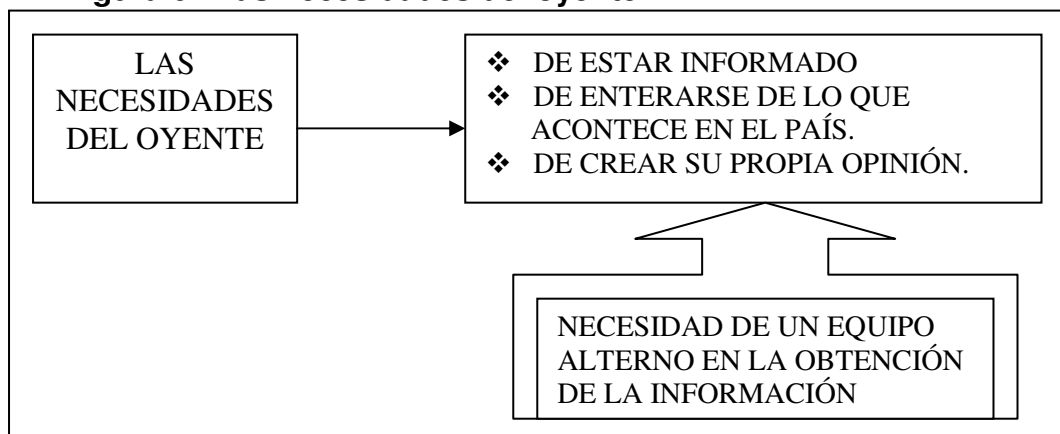 LAS
NECESIDADES
DEL OYENTE
❖ DE ESTAR INFORMADO
❖ DE ENTERARSE DE LO QUE
ACONTECE EN EL PAÍS.
❖ DE CREAR SU PROPIA OPINIÓN.
NECESIDAD DE UN EQUIPO
ALTERNO EN LA OBTENCIÓN
DE LA INFORMACIÓN